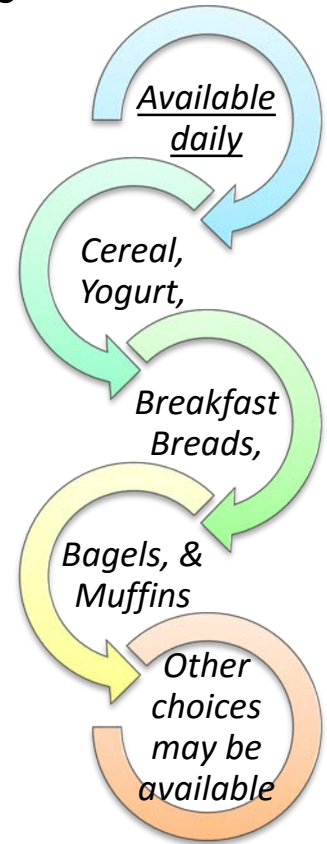 Available
daily
Cereal,
Yogurt,
Breakfast
Breads,
Bagels, &
Muffins
Other
choices
may be
available